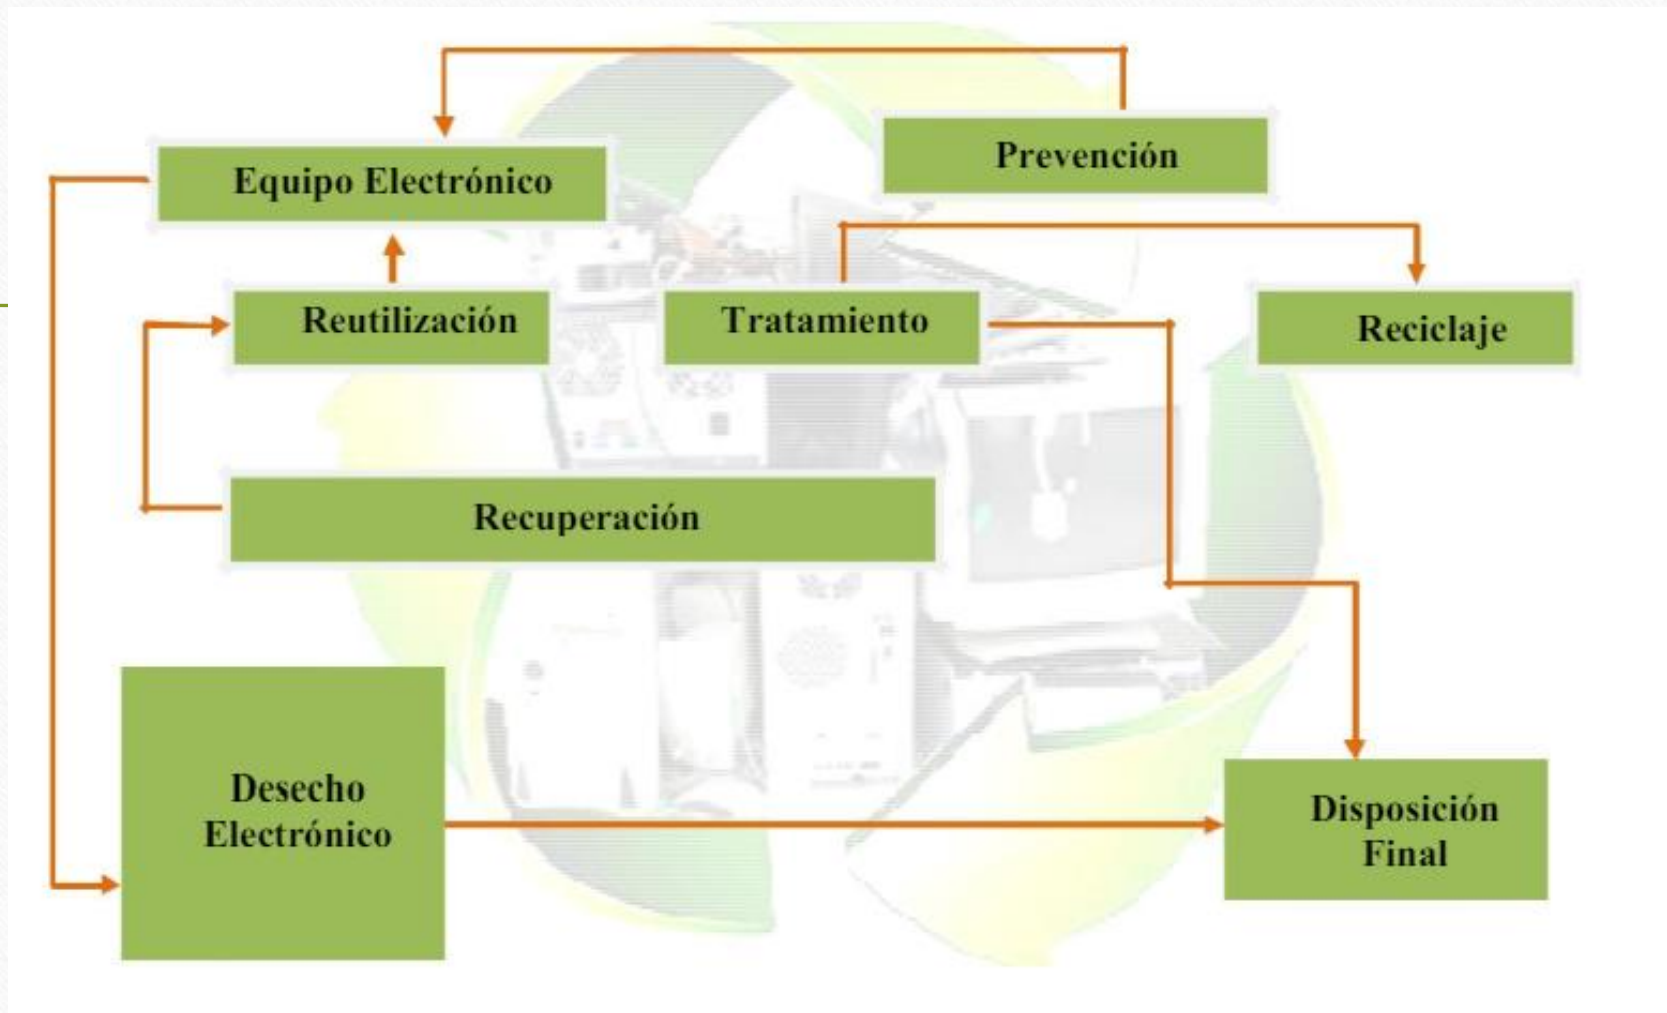 Prevención
Equipo Electrónico
Reutilización
Tratamiento
Reciclaje
Recuperación
Desecho
Electrónico
Disposición
Final